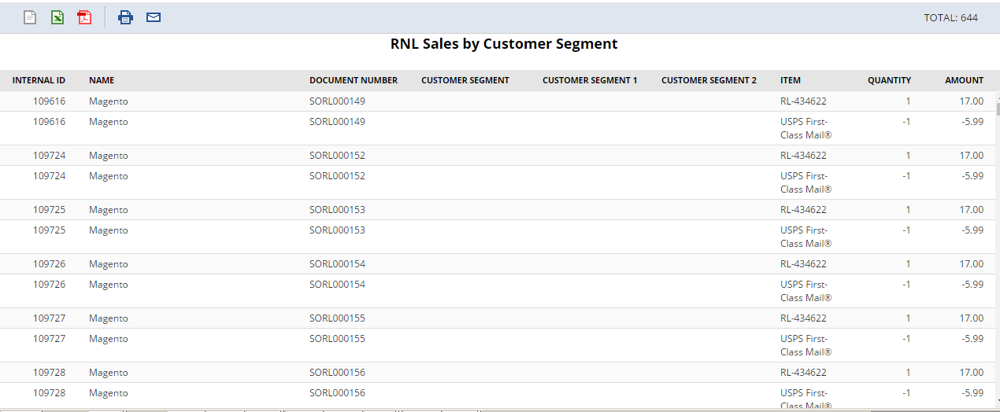 TOTAL: 644
RNL Sales by Customer Segment
INTERNAL ID NAME DOCUMENT NUMBER CUSTOMER SEGMENT CUSTOMER SEGMENT 1 CUSTOMER SEGMENT 2 ITEM QUANTITY AMOUNT
109616 Magento SORL000149 RL-434622 1 17.00
109616 Magento SORL000149 USPS First- -1 -5.99
Class Mail®
109724 Magento SORL000152 RL-434622 1 17.00
109724 Magento SORL000152 USPS First- -1 -5.99
Class Mail®
109725 Magento SORL000153 RL-434622 1 17.00
109725 Magento SORL000153 USPS First- -1 -5.99
Class Mail®
109726 Magento SORL000154 RL-434622 1 17.00
109726 Magento SORL000154 USPS First- -1 -5.99
Class Mail®
109727 Magento SORL000155 RL-434622 1 17.00
109727 Magento SORL000155 USPS First- -1 -5.99
Class Mail®
109728 Magento SORL000156 RL-434622 1 17.00
109728 Magento SORL000156 USPS First- -1 -5.99
Class Mail®